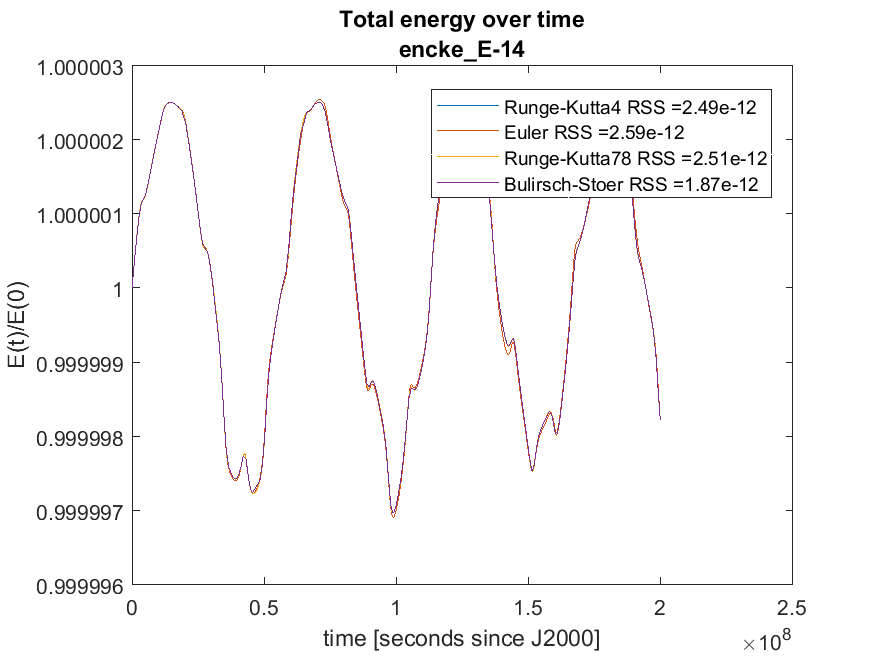 Total energy over time
encke_E-14
1.000003
1.000002
1.000001
1
0.999999
0.999998
0.999997
0.999996
E(t)/E(0)
Runge-Kutta4 RSS =2.49e-12
Euler RSS =2.59e-12
Runge-Kutta78 RSS =2.51e-12
Bulirsch-Stoer RSS =1.87e-12
0 0.5 1 1.5 2 2.5
time [seconds since J2000]
×10^8